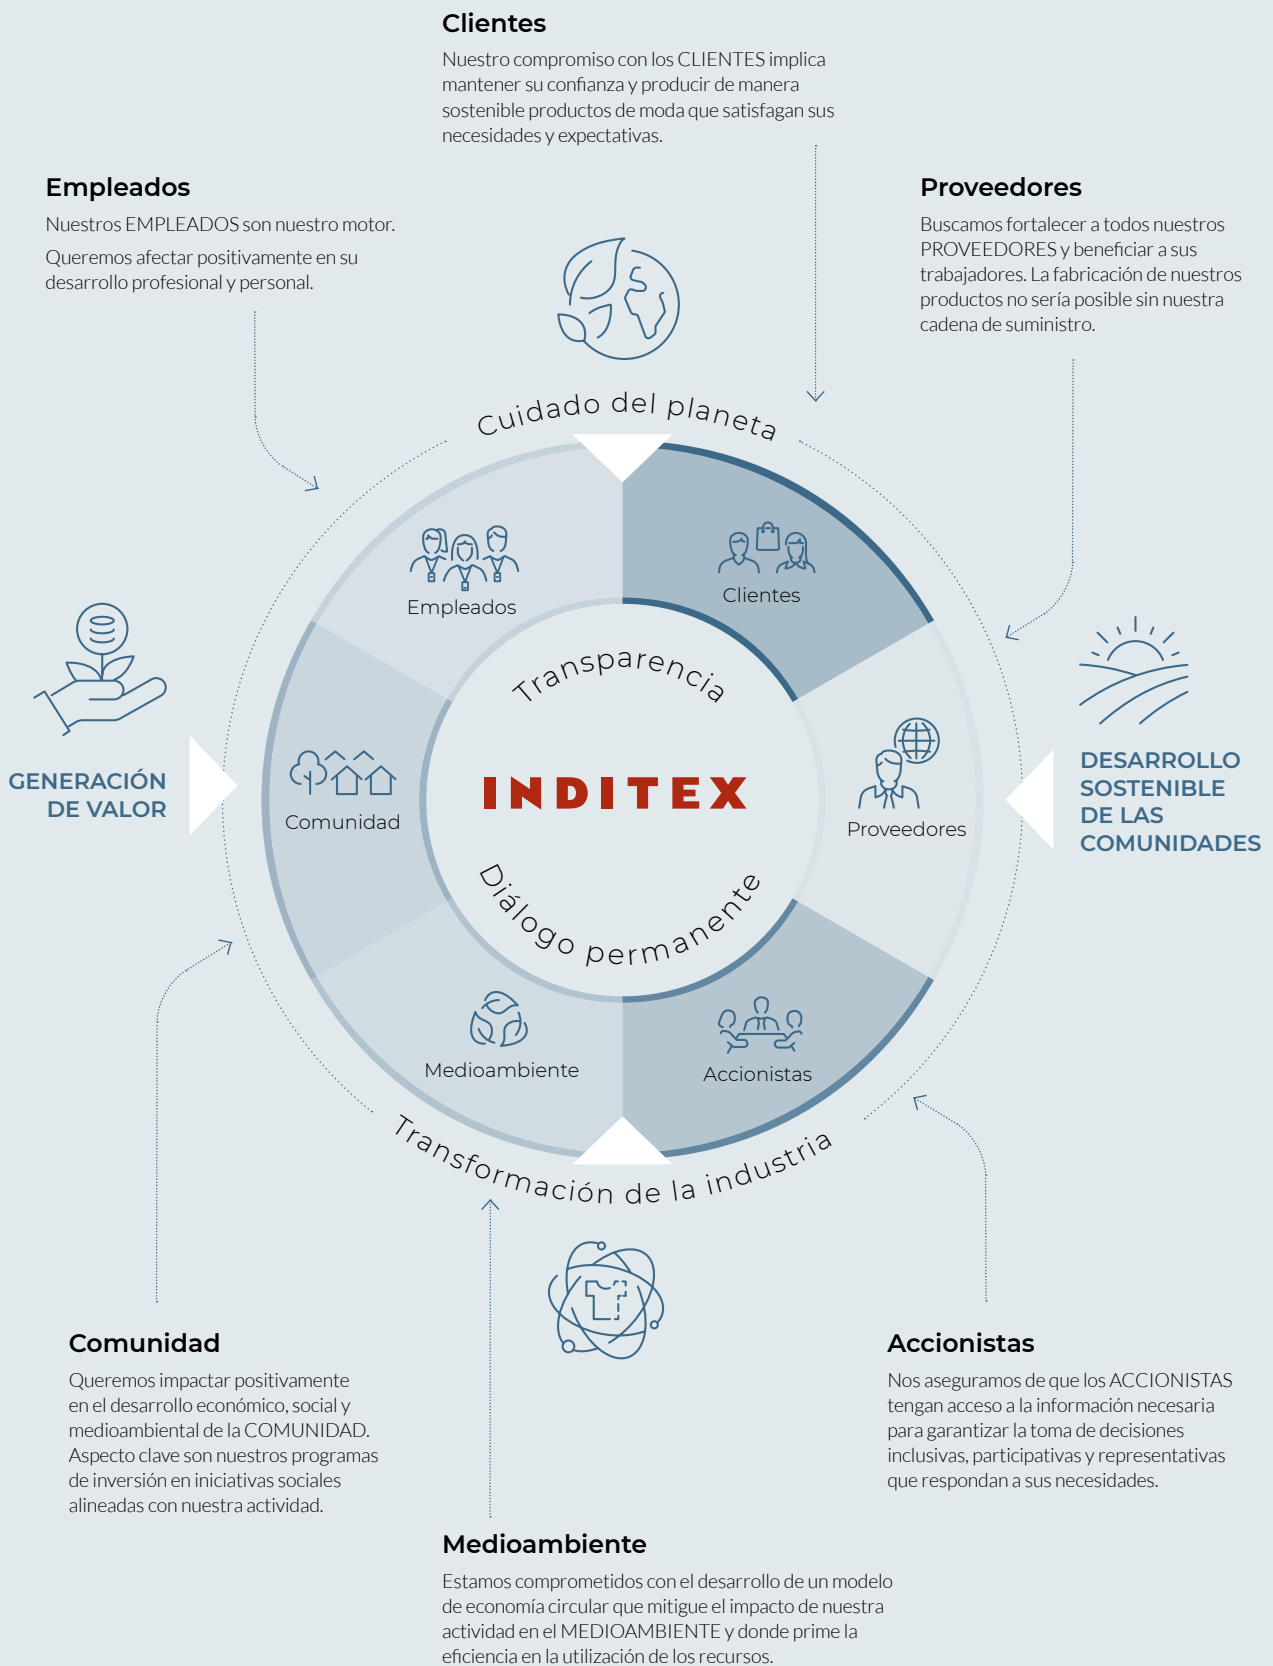 Clientes
Nuestro compromiso con los CLIENTES implica
mantener su confianza y producir de manera
sostenible productos de moda que satisfagan sus
necesidades y expectativas.
Empleados
Nuestros EMPLEADOS son nuestro motor.
Queremos afectar positivamente en su
desarrollo profesional y personal.
Proveedores
Buscamos fortalecer a todos nuestros
PROVEEDORES y beneficiar a sus
trabajadores. La fabricación de nuestros
productos no sería posible sin nuestra
cadena de suministro.
Cuidado del planeta
Empleados
Clientes
Transparencia
GENERACIÓN
DE VALOR
Comunidad
INDITEX
Proveedores
DESARROLLO
SOSTENIBLE
DE LAS
COMUNIDADES
Diálogo permanente
Medioambiente
Accionistas
Transformación de la industria
Comunidad
Queremos impactar positivamente
en el desarrollo económico, social y
medioambiental de la COMUNIDAD.
Aspecto clave son nuestros programas
de inversión en iniciativas sociales
alineadas con nuestra actividad.
Accionistas
Nos aseguramos de que los ACCIONISTAS
tengan acceso a la información necesaria
para garantizar la toma de decisiones
inclusivas, participativas y representativas
que respondan a sus necesidades.
Medioambiente
Estamos comprometidos con el desarrollo de un modelo
de economía circular que mitigue el impacto de nuestra
actividad en el MEDIOAMBIENTE y donde prime la
eficiencia en la utilización de los recursos.